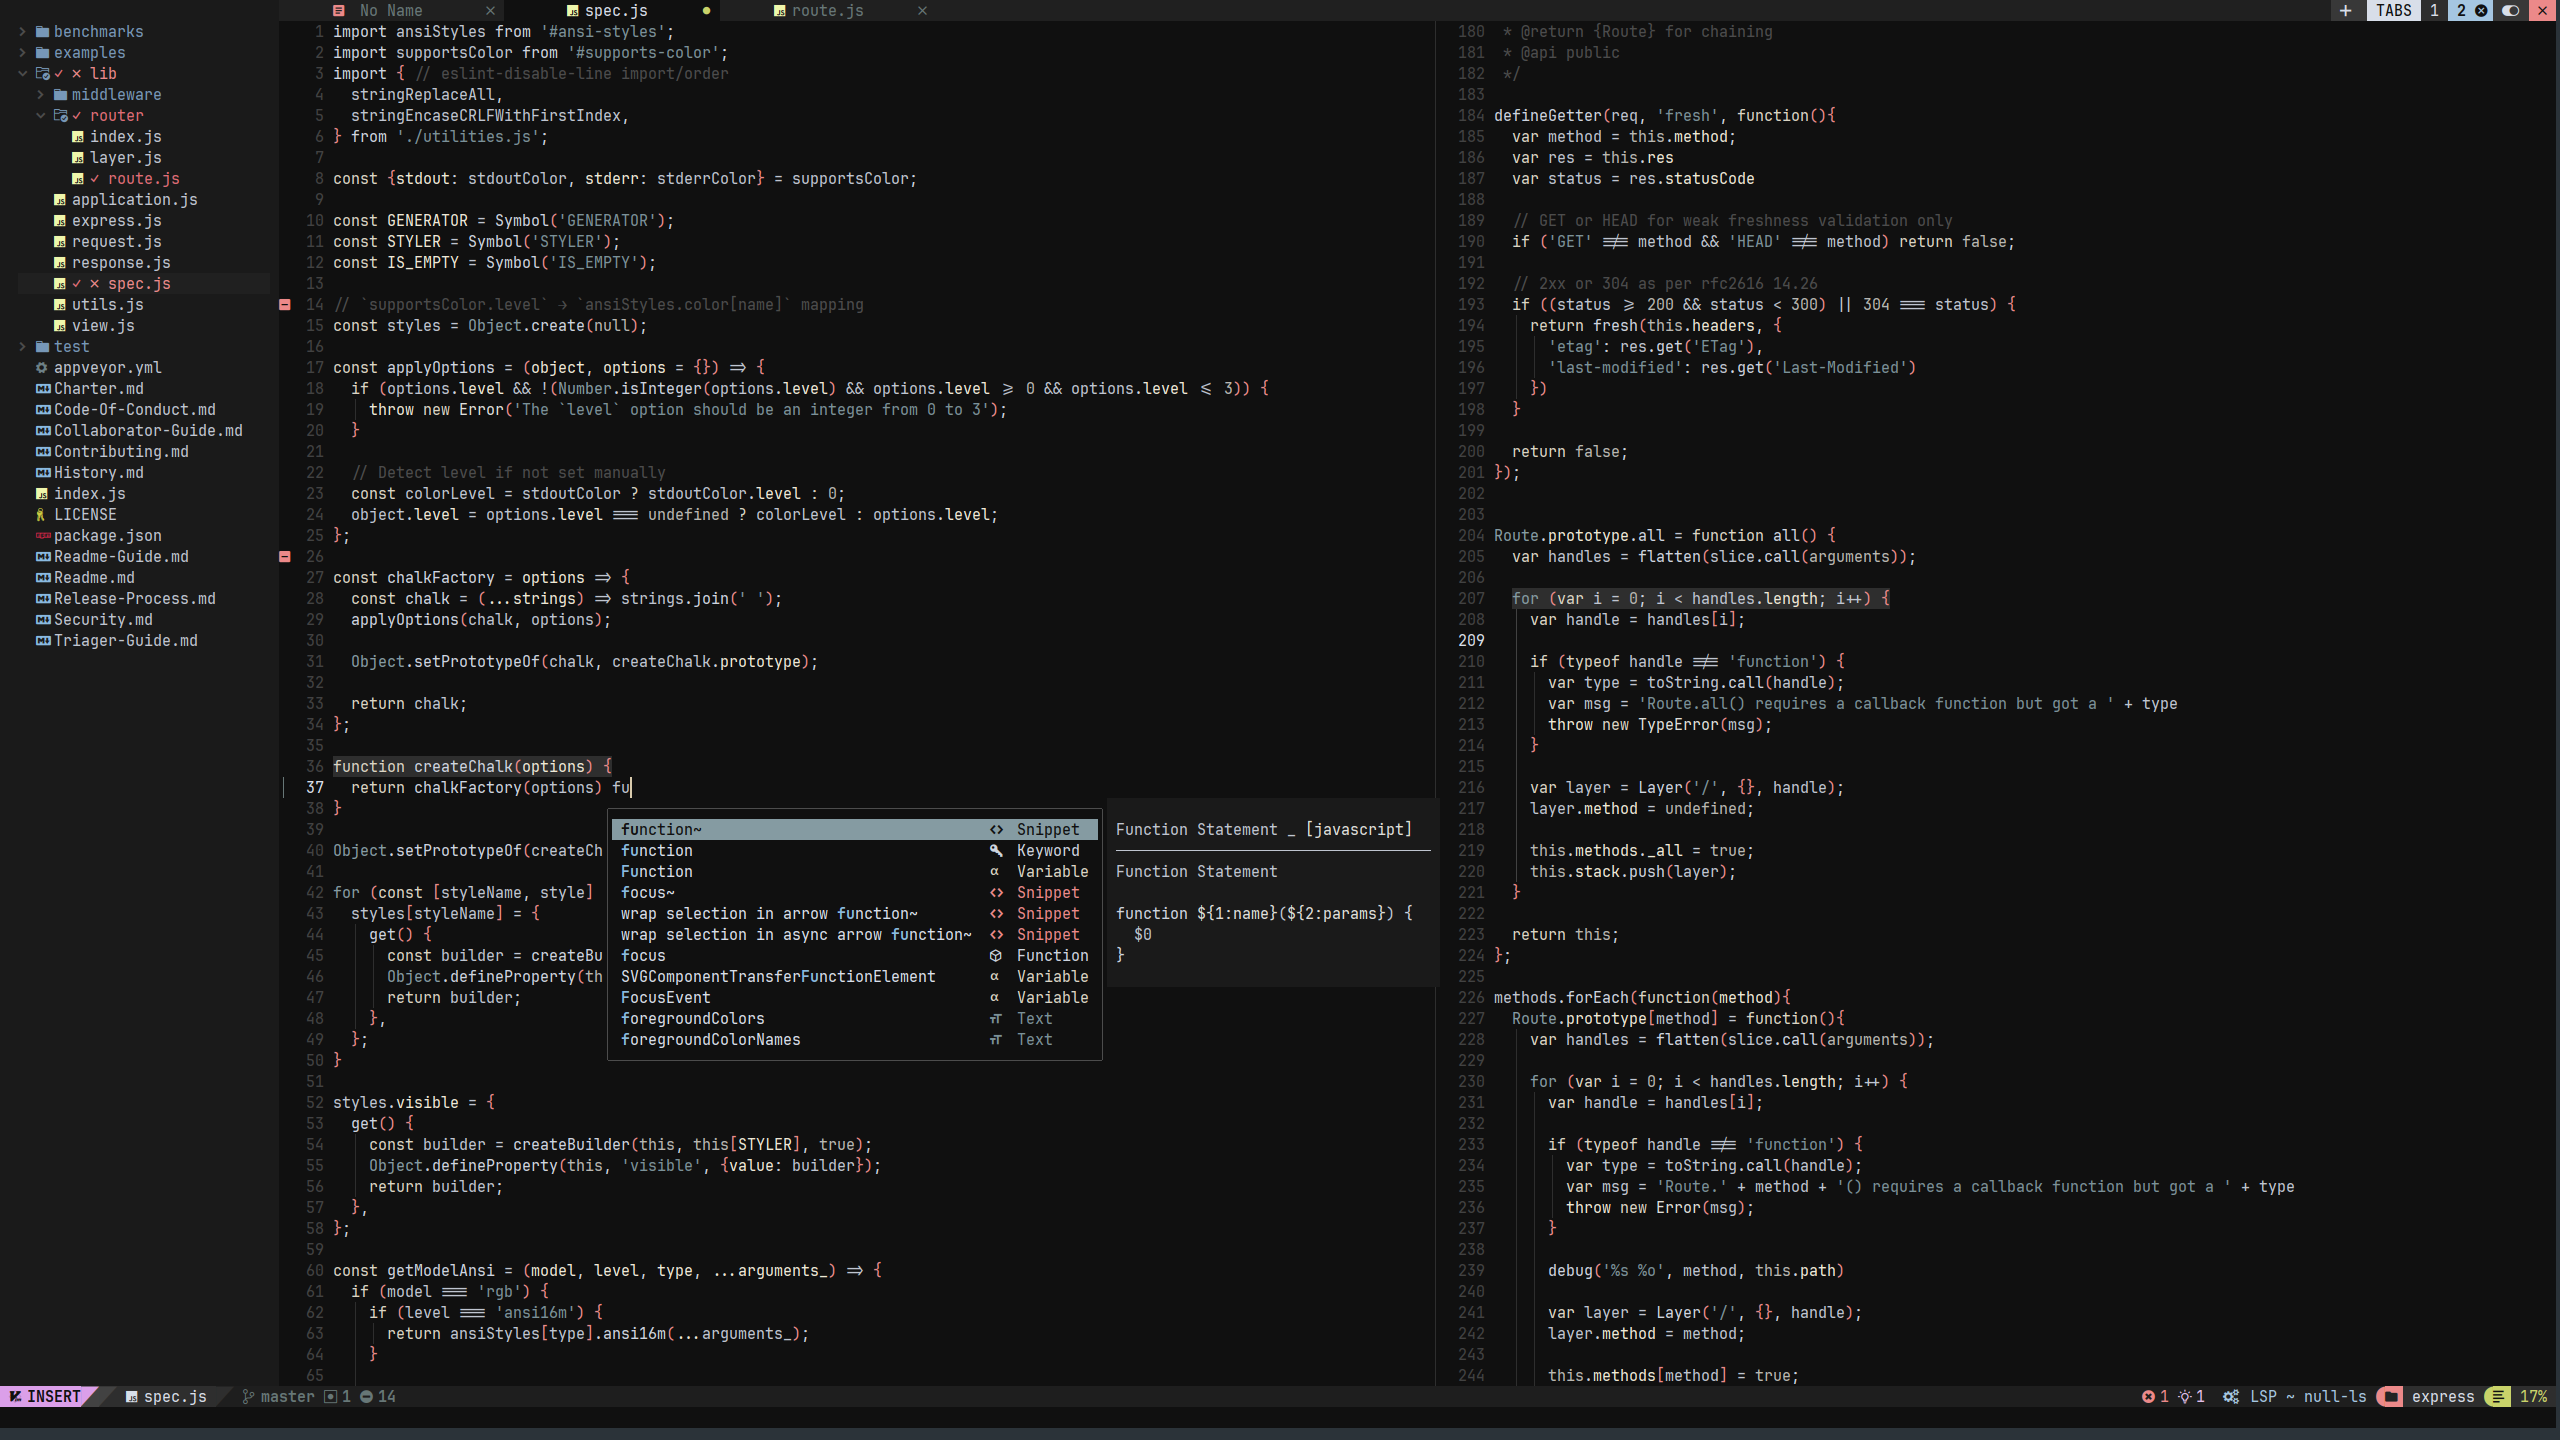 No Name
spec.js
route.js
TABS 1 2
benchmarks
examples
lib
middleware
router
index.js
layer.js
route.js
application.js
express.js
request.js
response.js
spec.js
utils.js
view.js
test
appveyor.yml
Charter.md
Code-Of-Conduct.md
Collaborator-Guide.md
Contributing.md
History.md
index.js
LICENSE
package.json
Readme-Guide.md
Readme.md
Release-Process.md
Security.md
Triager-Guide.md
1 import ansiStyles from '#ansi-styles';
2 import supportsColor from '#supports-color';
3 import { // eslint-disable-line import/order
4   stringReplaceAll,
5   stringEncaseCRLFWithFirstIndex,
6 } from './utilities.js';
7
8 const {stdout: stdoutColor, stderr: stderrColor} = supportsColor;
9
10 const GENERATOR = Symbol('GENERATOR');
11 const STYLER = Symbol('STYLER');
12 const IS_EMPTY = Symbol('IS_EMPTY');
13
14 // `supportsColor.level` → `ansiStyles.color[name]` mapping
15 const styles = Object.create(null);
16
17 const applyOptions = (object, options = {}) => {
18   if (options.level && !(Number.isInteger(options.level) && options.level >= 0 && options.level <= 3)) {
19     throw new Error('The `level` option should be an integer from 0 to 3');
20   }
21
22   // Detect level if not set manually
23   const colorLevel = stdoutColor ? stdoutColor.level : 0;
24   object.level = options.level === undefined ? colorLevel : options.level;
25 };
26
27 const chalkFactory = options => {
28   const chalk = (...strings) => strings.join(' ');
29   applyOptions(chalk, options);
30
31   Object.setPrototypeOf(chalk, createChalk.prototype);
32
33   return chalk;
34 };
35
36 function createChalk(options) {
37   return chalkFactory(options) fu
38 }
39
40 Object.setPrototypeOf(createCh
41
42 for (const [styleName, style]
43   styles[styleName] = {
44     get() {
45       const builder = createBu
46       Object.defineProperty(th
47       return builder;
48     },
49   };
50 }
51
52 styles.visible = {
53   get() {
54     const builder = createBuilder(this, this[STYLER], true);
55     Object.defineProperty(this, 'visible', {value: builder});
56     return builder;
57   },
58 };
59
60 const getModelAnsi = (model, level, type, ...arguments_) => {
61   if (model === 'rgb') {
62     if (level === 'ansi16m') {
63       return ansiStyles[type].ansi16m(...arguments_);
64     }
65
function~ <> Snippet
function Keyword
Function α Variable
focus~ <> Snippet
wrap selection in arrow function~ <> Snippet
wrap selection in async arrow function~ <> Snippet
focus Function
SVGComponentTransferFunctionElement α Variable
FocusEvent α Variable
foregroundColors Text
foregroundColorNames Text
Function Statement _ [javascript]
Function Statement
function ${1:name}(${2:params}) {
  $0
}
180  * @return {Route} for chaining
181  * @api public
182  */
183
184 defineGetter(req, 'fresh', function(){
185   var method = this.method;
186   var res = this.res
187   var status = res.statusCode
188
189   // GET or HEAD for weak freshness validation only
190   if ('GET' !== method && 'HEAD' !== method) return false;
191
192   // 2xx or 304 as per rfc2616 14.26
193   if ((status >= 200 && status < 300) || 304 === status) {
194     return fresh(this.headers, {
195       'etag': res.get('ETag'),
196       'last-modified': res.get('Last-Modified')
197     })
198   }
199
200   return false;
201 });
202
203
204 Route.prototype.all = function all() {
205   var handles = flatten(slice.call(arguments));
206
207   for (var i = 0; i < handles.length; i++) {
208     var handle = handles[i];
209
210     if (typeof handle !== 'function') {
211       var type = toString.call(handle);
212       var msg = 'Route.all() requires a callback function but got a ' + type
213       throw new TypeError(msg);
214     }
215
216     var layer = Layer('/', {}, handle);
217     layer.method = undefined;
218
219     this.methods._all = true;
220     this.stack.push(layer);
221   }
222
223   return this;
224 };
225
226 methods.forEach(function(method){
227   Route.prototype[method] = function(){
228     var handles = flatten(slice.call(arguments));
229
230     for (var i = 0; i < handles.length; i++) {
231       var handle = handles[i];
232
233       if (typeof handle !== 'function') {
234         var type = toString.call(handle);
235         var msg = 'Route.' + method + '() requires a callback function but got a ' + type
236         throw new Error(msg);
237       }
238
239       debug('%s %o', method, this.path)
240
241       var layer = Layer('/', {}, handle);
242       layer.method = method;
243
244       this.methods[method] = true;
INSERT spec.js master 1 14
1 1 LSP ~ null-ls express 17%